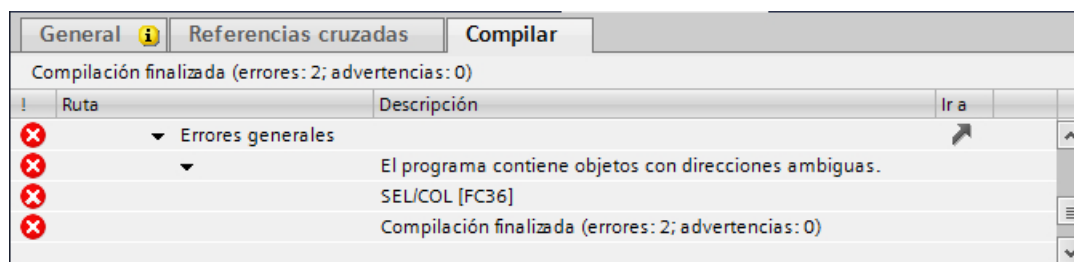 General Referencias cruzadas Compilar
Compilación finalizada (errores: 2; advertencias: 0)
! Ruta Descripción Ir a
Errores generales
El programa contiene objetos con direcciones ambiguas.
SEL/COL [FC36]
Compilación finalizada (errores: 2; advertencias: 0)